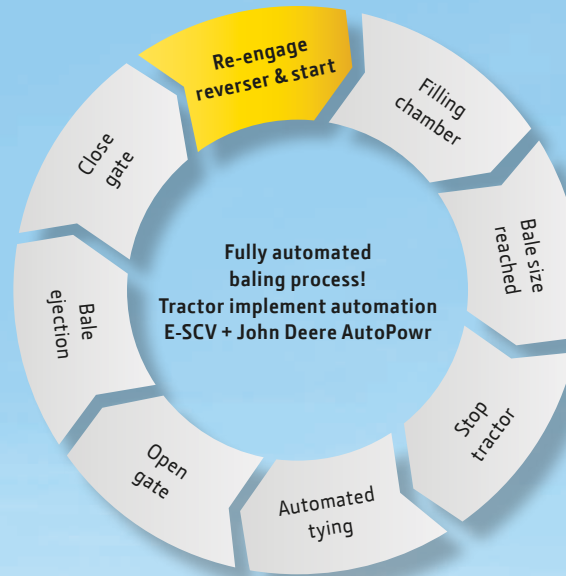 Re-engage
reverser & start
Filling
chamber
Bale size
reached
Stop
tractor
Automated
tying
Open
gate
Bale
ejection
Close
gate
Fully automated
baling process!
Tractor implement automation
E-SCV + John Deere AutoPowr